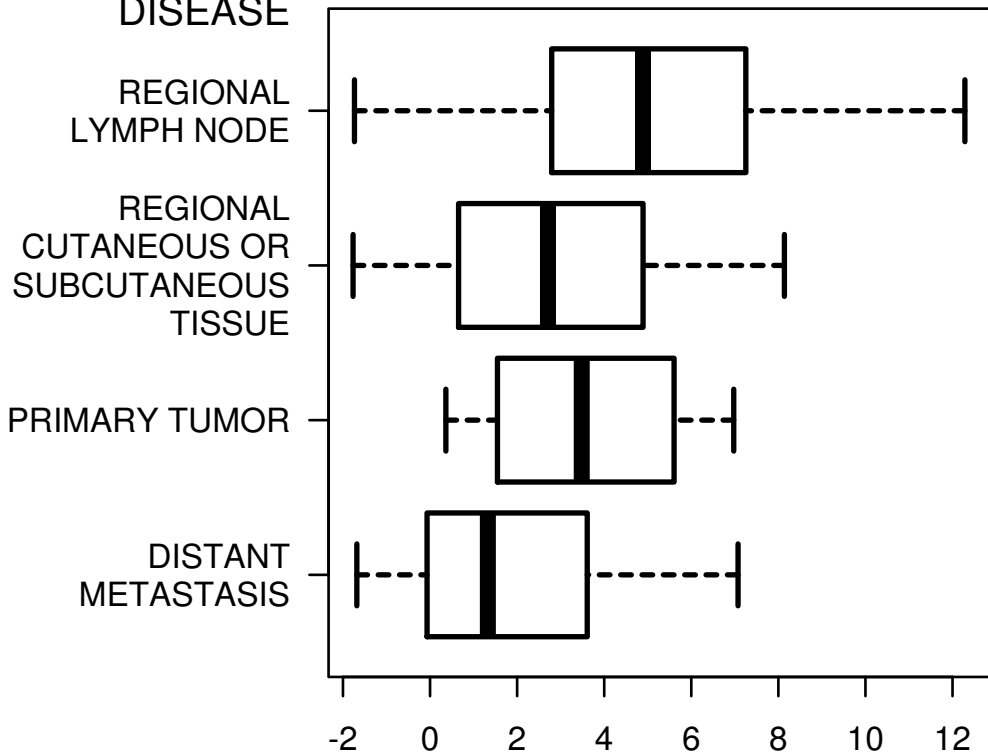 DISEASE
REGIONAL
LYMPH NODE
REGIONAL
CUTANEOUS OR
SUBCUTANEOUS
TISSUE
PRIMARY TUMOR
DISTANT
METASTASIS
-2 0 2 4 6 8 10 12